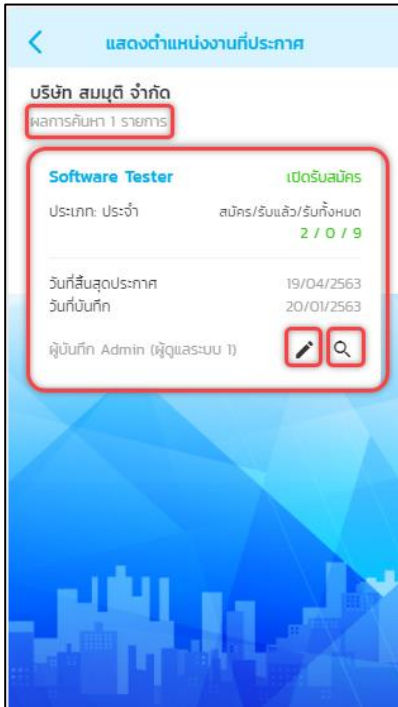 แสดงตำแหน่งงานที่ประกาศ
บริษัท สมมุติ จำกัด
ผลการค้นหา 1 รายการ
Software Tester เปิดรับสมัคร
ประเภท: ประจำ สมัคร/รับแล้ว/รับทั้งหมด
2 / 0 / 9
วันที่สิ้นสุดประกาศ 19/04/2563
วันที่บันทึก 20/01/2563
ผู้บันทึก Admin (ผู้ดูแลระบบ 1)